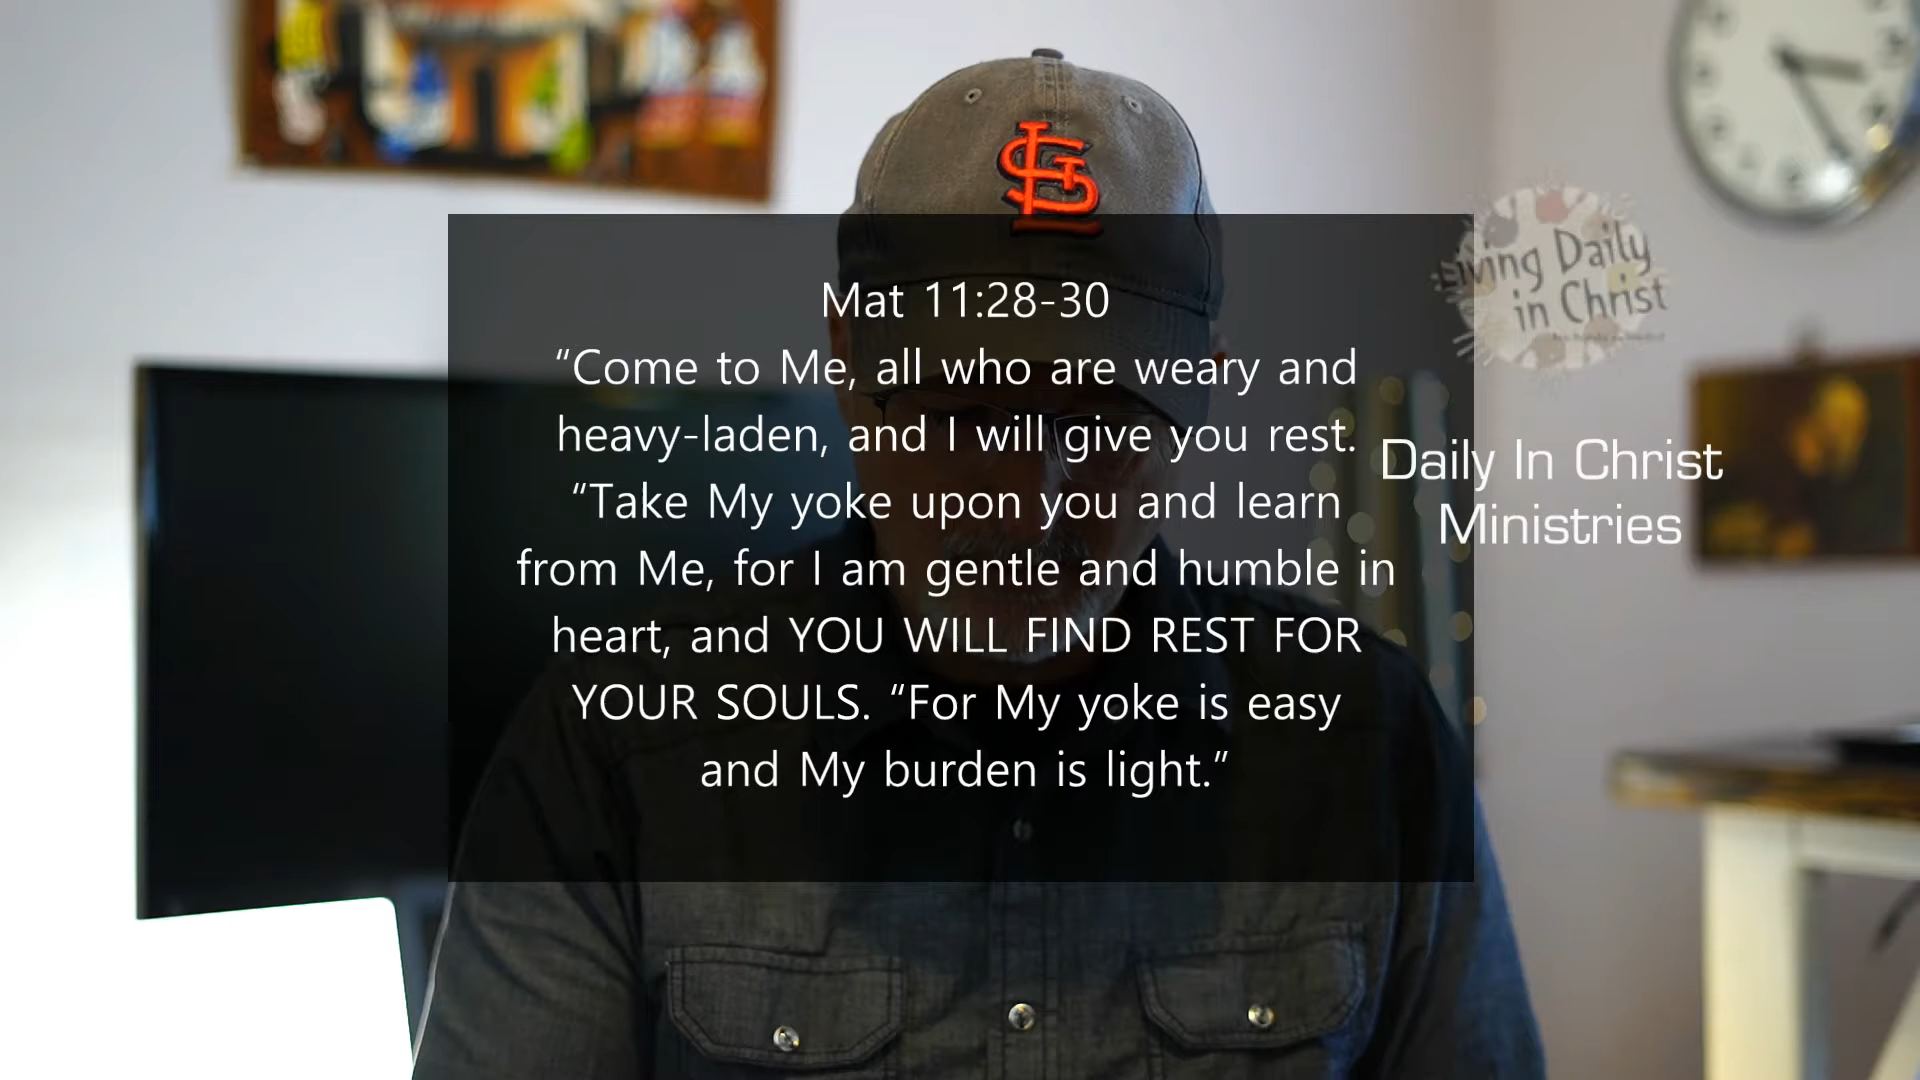 STL
Mat 11:28-30
“Come to Me, all who are weary and
heavy-laden, and I will give you rest.
“Take My yoke upon you and learn
from Me, for I am gentle and humble in
heart, and YOU WILL FIND REST FOR
YOUR SOULS. “For My yoke is easy
and My burden is light.”
Living Daily
in Christ
Daily In Christ
Ministries